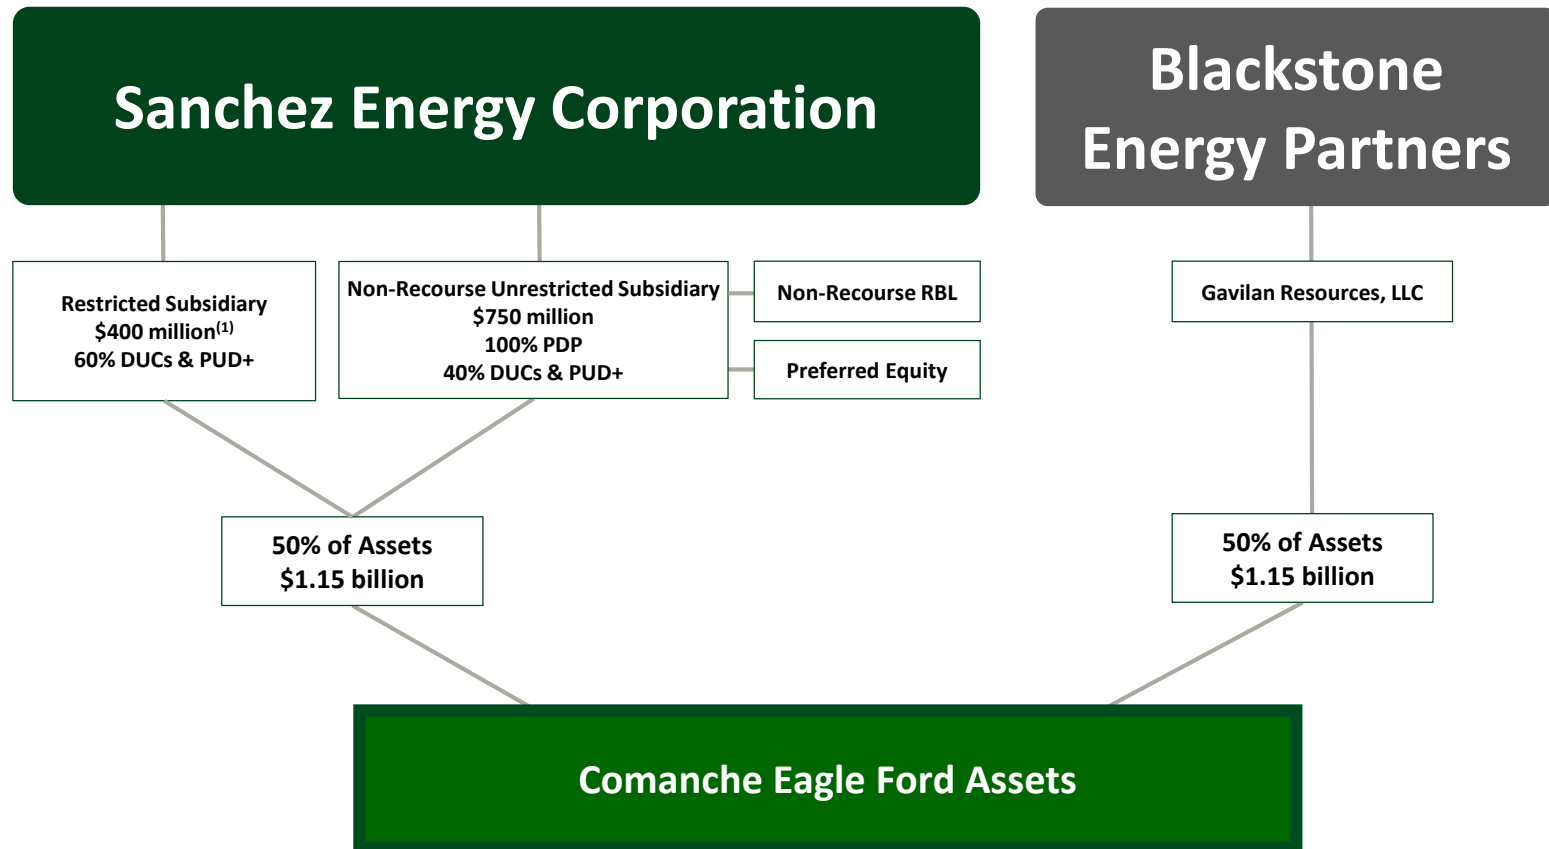 Sanchez Energy Corporation
Blackstone
Energy Partners
Restricted Subsidiary
$400 million(1)
60% DUCs & PUD+
Non-Recourse Unrestricted Subsidiary
$750 million
100% PDP
40% DUCs & PUD+
Non-Recourse RBL
Preferred Equity
Gavilan Resources, LLC
50% of Assets
$1.15 billion
50% of Assets
$1.15 billion
Comanche Eagle Ford Assets